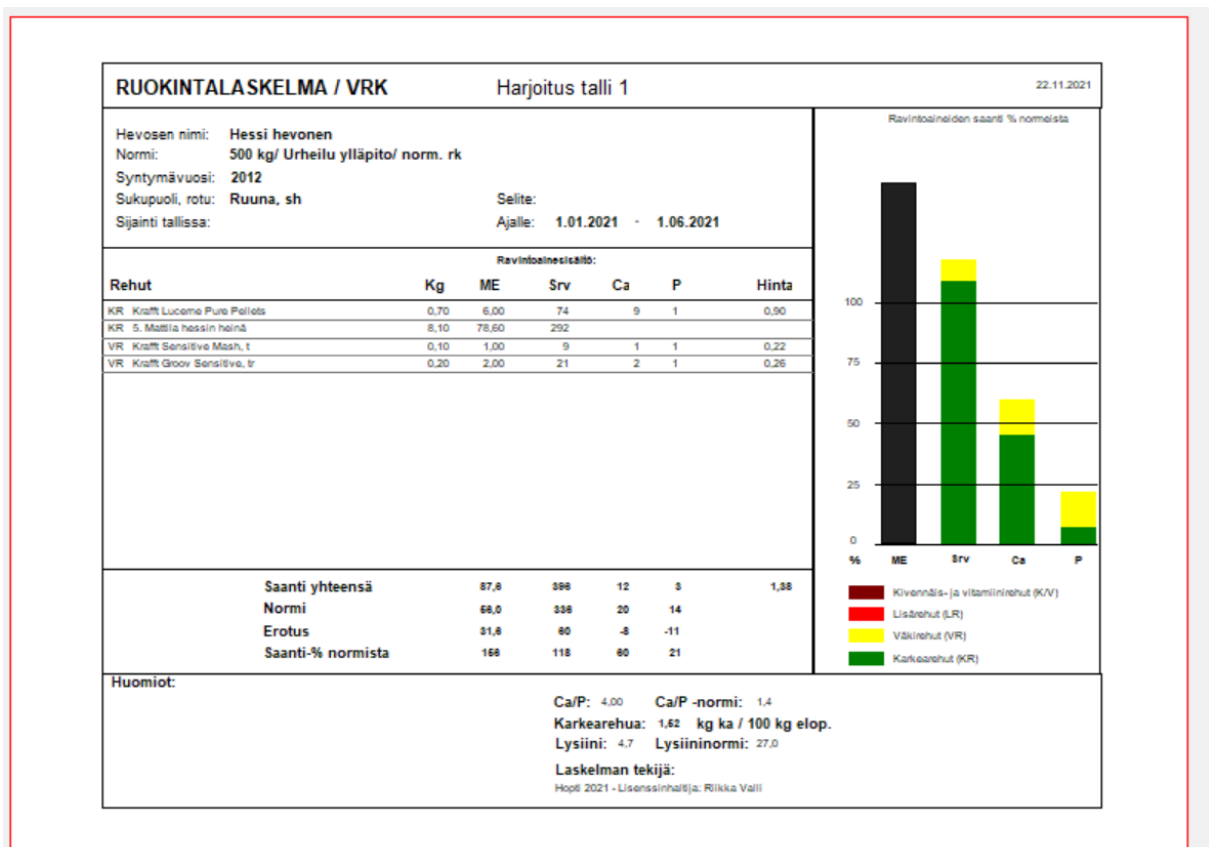 RUOKINTALASKELMA / VRK Harjoitus talli 1 22.11.2021
Hevosen nimi: Hessi hevonen
Normi: 500 kg/ Urheilu ylläpito/ norm. rk
Syntymävuosi: 2012
Sukupuoli, rotu: Ruuna, sh Selite:
Sijainti tallissa: Ajalle: 1.01.2021 - 1.06.2021
Ravintoainesisältö:
Rehut Kg ME Srv Ca P Hinta
KR Krafft Lucerne Pure Pellets 0,70 6,00 74 9 1 0,90
KR 5. Mattila hessin heinä 8,10 78,60 292
VR Krafft Sensitive Mash, t 0,10 1,00 9 1 1 0,22
VR Krafft Groov Sensitive, tr 0,20 2,00 21 2 1 0,26
Saanti yhteensä 87,6 396 12 3 1,38
Normi 56,0 336 20 14
Erotus 31,6 60 -8 -11
Saanti-% normista 156 118 60 21
Ravintoaineiden saanti % normeista
100
75
50
25
0
% ME Srv Ca P
Kivennäis- ja vitamiinirehut (K/V)
Lisärehut (LR)
Väkirehut (VR)
Karkearehut (KR)
Huomiot:
Ca/P: 4,00 Ca/P -normi: 1,4
Karkearehua: 1,62 kg ka / 100 kg elop.
Lysiini: 4,7 Lysiininormi: 27,0
Laskelman tekijä:
Hopti 2021 - Lisenssinhaltija: Riikka Valli